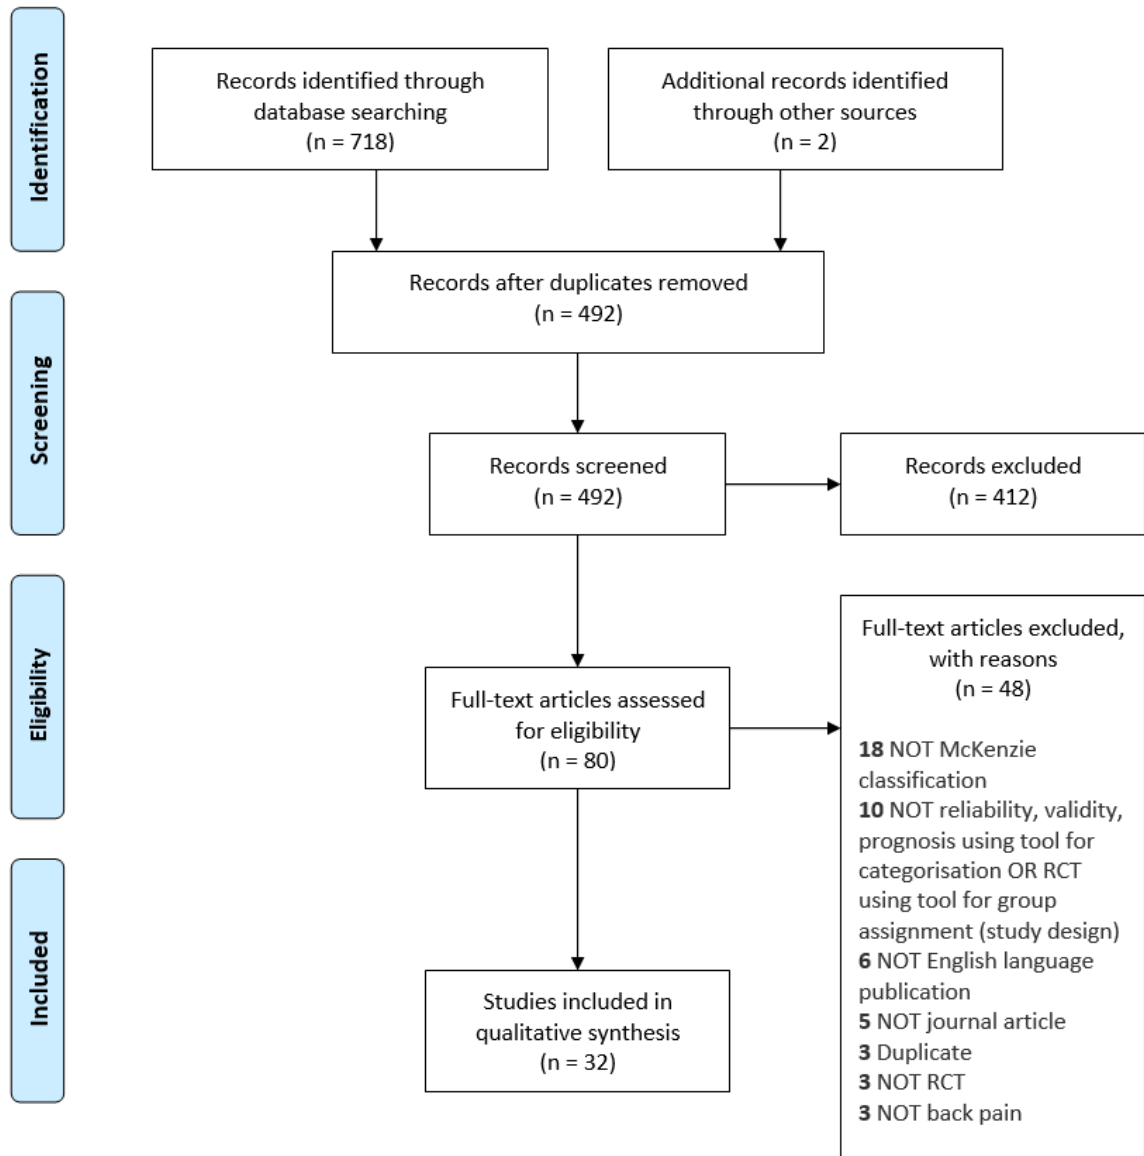 Identification
Records identified through
database searching
(n = 718)
Additional records identified
through other sources
(n = 2)
Records after duplicates removed
(n = 492)
Screening
Records screened
(n = 492)
Records excluded
(n = 412)
Eligibility
Full-text articles assessed
for eligibility
(n = 80)
Full-text articles excluded,
with reasons
(n = 48)
18 NOT McKenzie
classification
10 NOT reliability, validity,
prognosis using tool for
categorisation OR RCT
using tool for group
assignment (study design)
6 NOT English language
publication
5 NOT journal article
3 Duplicate
3 NOT RCT
3 NOT back pain
Included
Studies included in
qualitative synthesis
(n = 32)